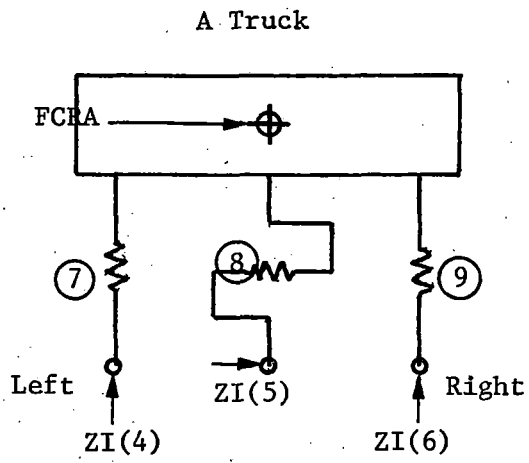 A Truck
FCRA
7
8
9
Left
ZI(5)
Right
ZI(4)
ZI(6)